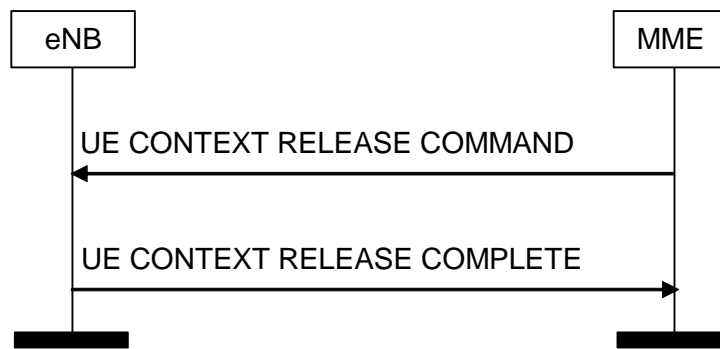 eNB
MME
UE CONTEXT RELEASE COMMAND
UE CONTEXT RELEASE COMPLETE